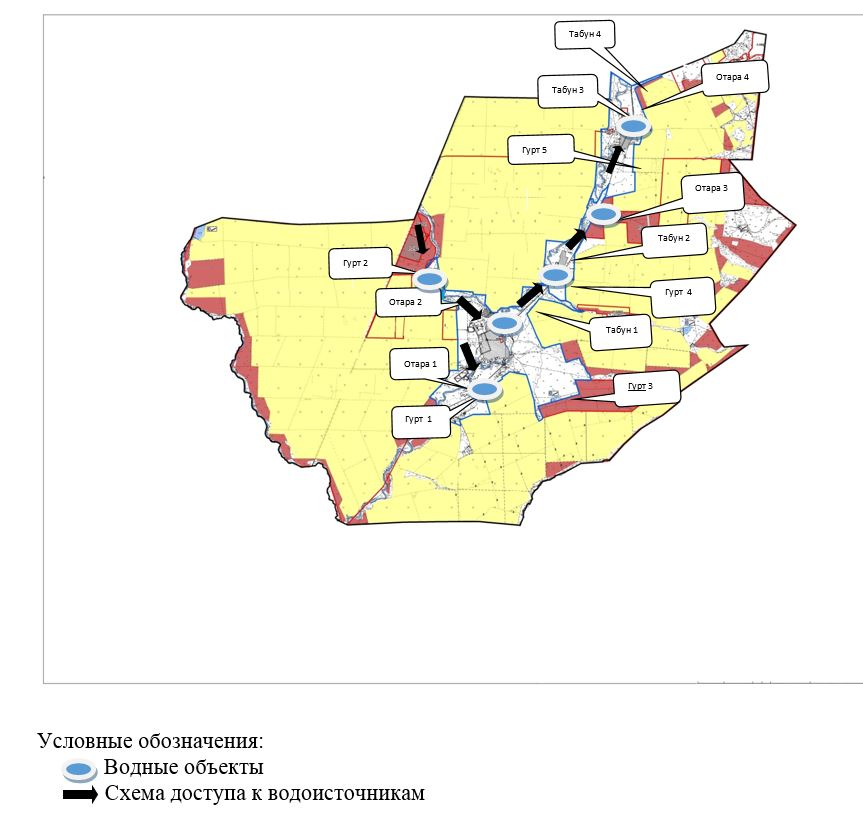 Табун 4
Отара 4
Табун 3
Гурт 5
Отара 3
Табун 2
Гурт 2
Гурт 4
Отара 2
Табун 1
Отара 1
Гурт 3
Гурт 1
Условные обозначения:
Водные объекты
Схема доступа к водоисточникам